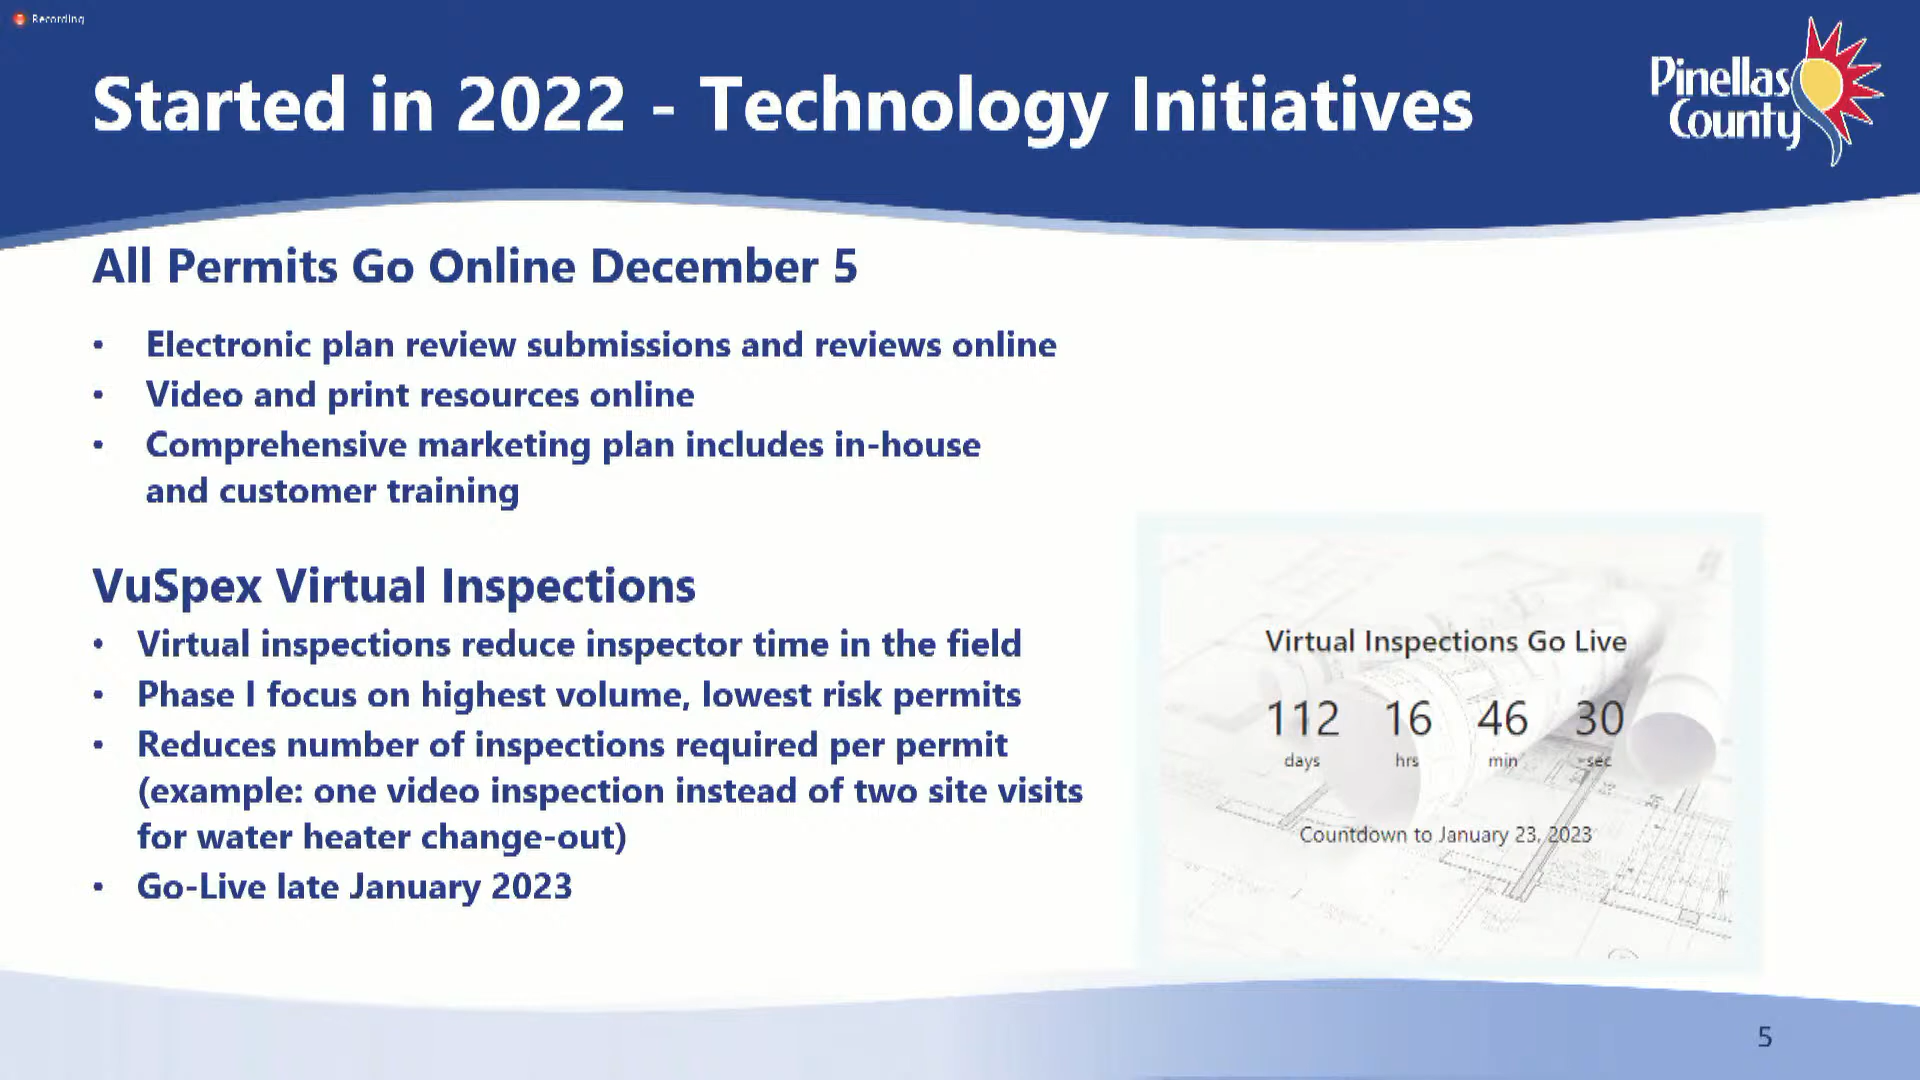 Recording
Started in 2022 - Technology Initiatives
Pinellas
County
All Permits Go Online December 5
• Electronic plan review submissions and reviews online
• Video and print resources online
• Comprehensive marketing plan includes in-house
and customer training
VuSpex Virtual Inspections
• Virtual inspections reduce inspector time in the field
• Phase I focus on highest volume, lowest risk permits
• Reduces number of inspections required per permit
(example: one video inspection instead of two site visits
for water heater change-out)
• Go-Live late January 2023
Virtual Inspections Go Live
112 16 46 30
days hrs min sec
Countdown to January 23, 2023
5